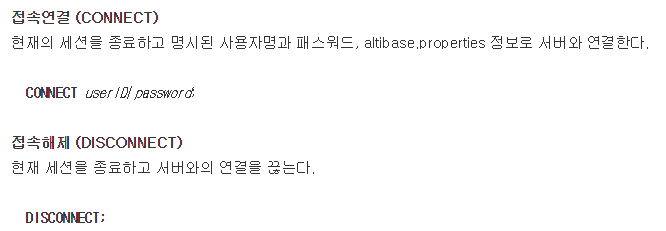 접속연결 (CONNECT)
현재의 세션을 종료하고 명시된 사용자명과 패스워드, altibase.properties 정보로 서버와 연결한다.
CONNECT userID/password;
접속해제 (DISCONNECT)
현재 세션을 종료하고 서버와의 연결을 끊는다.
DISCONNECT;